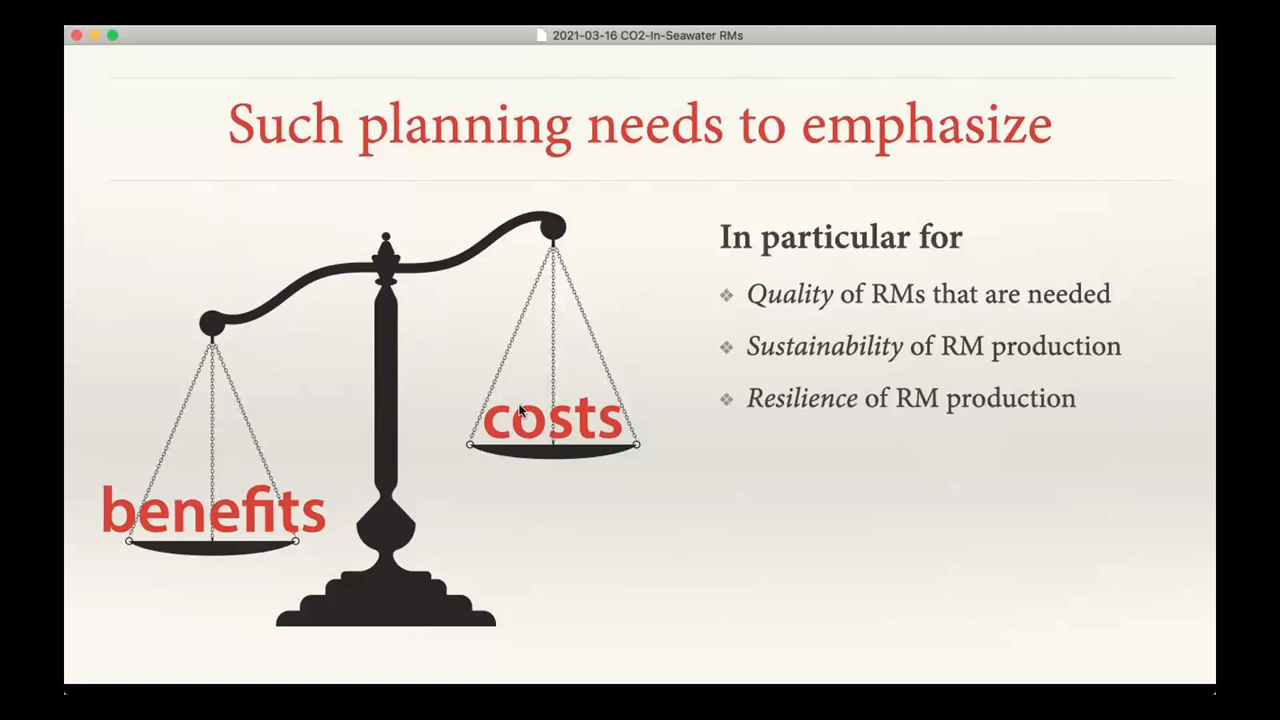 2021-03-16 CO2-In-Seawater RMs
Such planning needs to emphasize
benefits
costs
In particular for
❖ Quality of RMs that are needed
❖ Sustainability of RM production
❖ Resilience of RM production